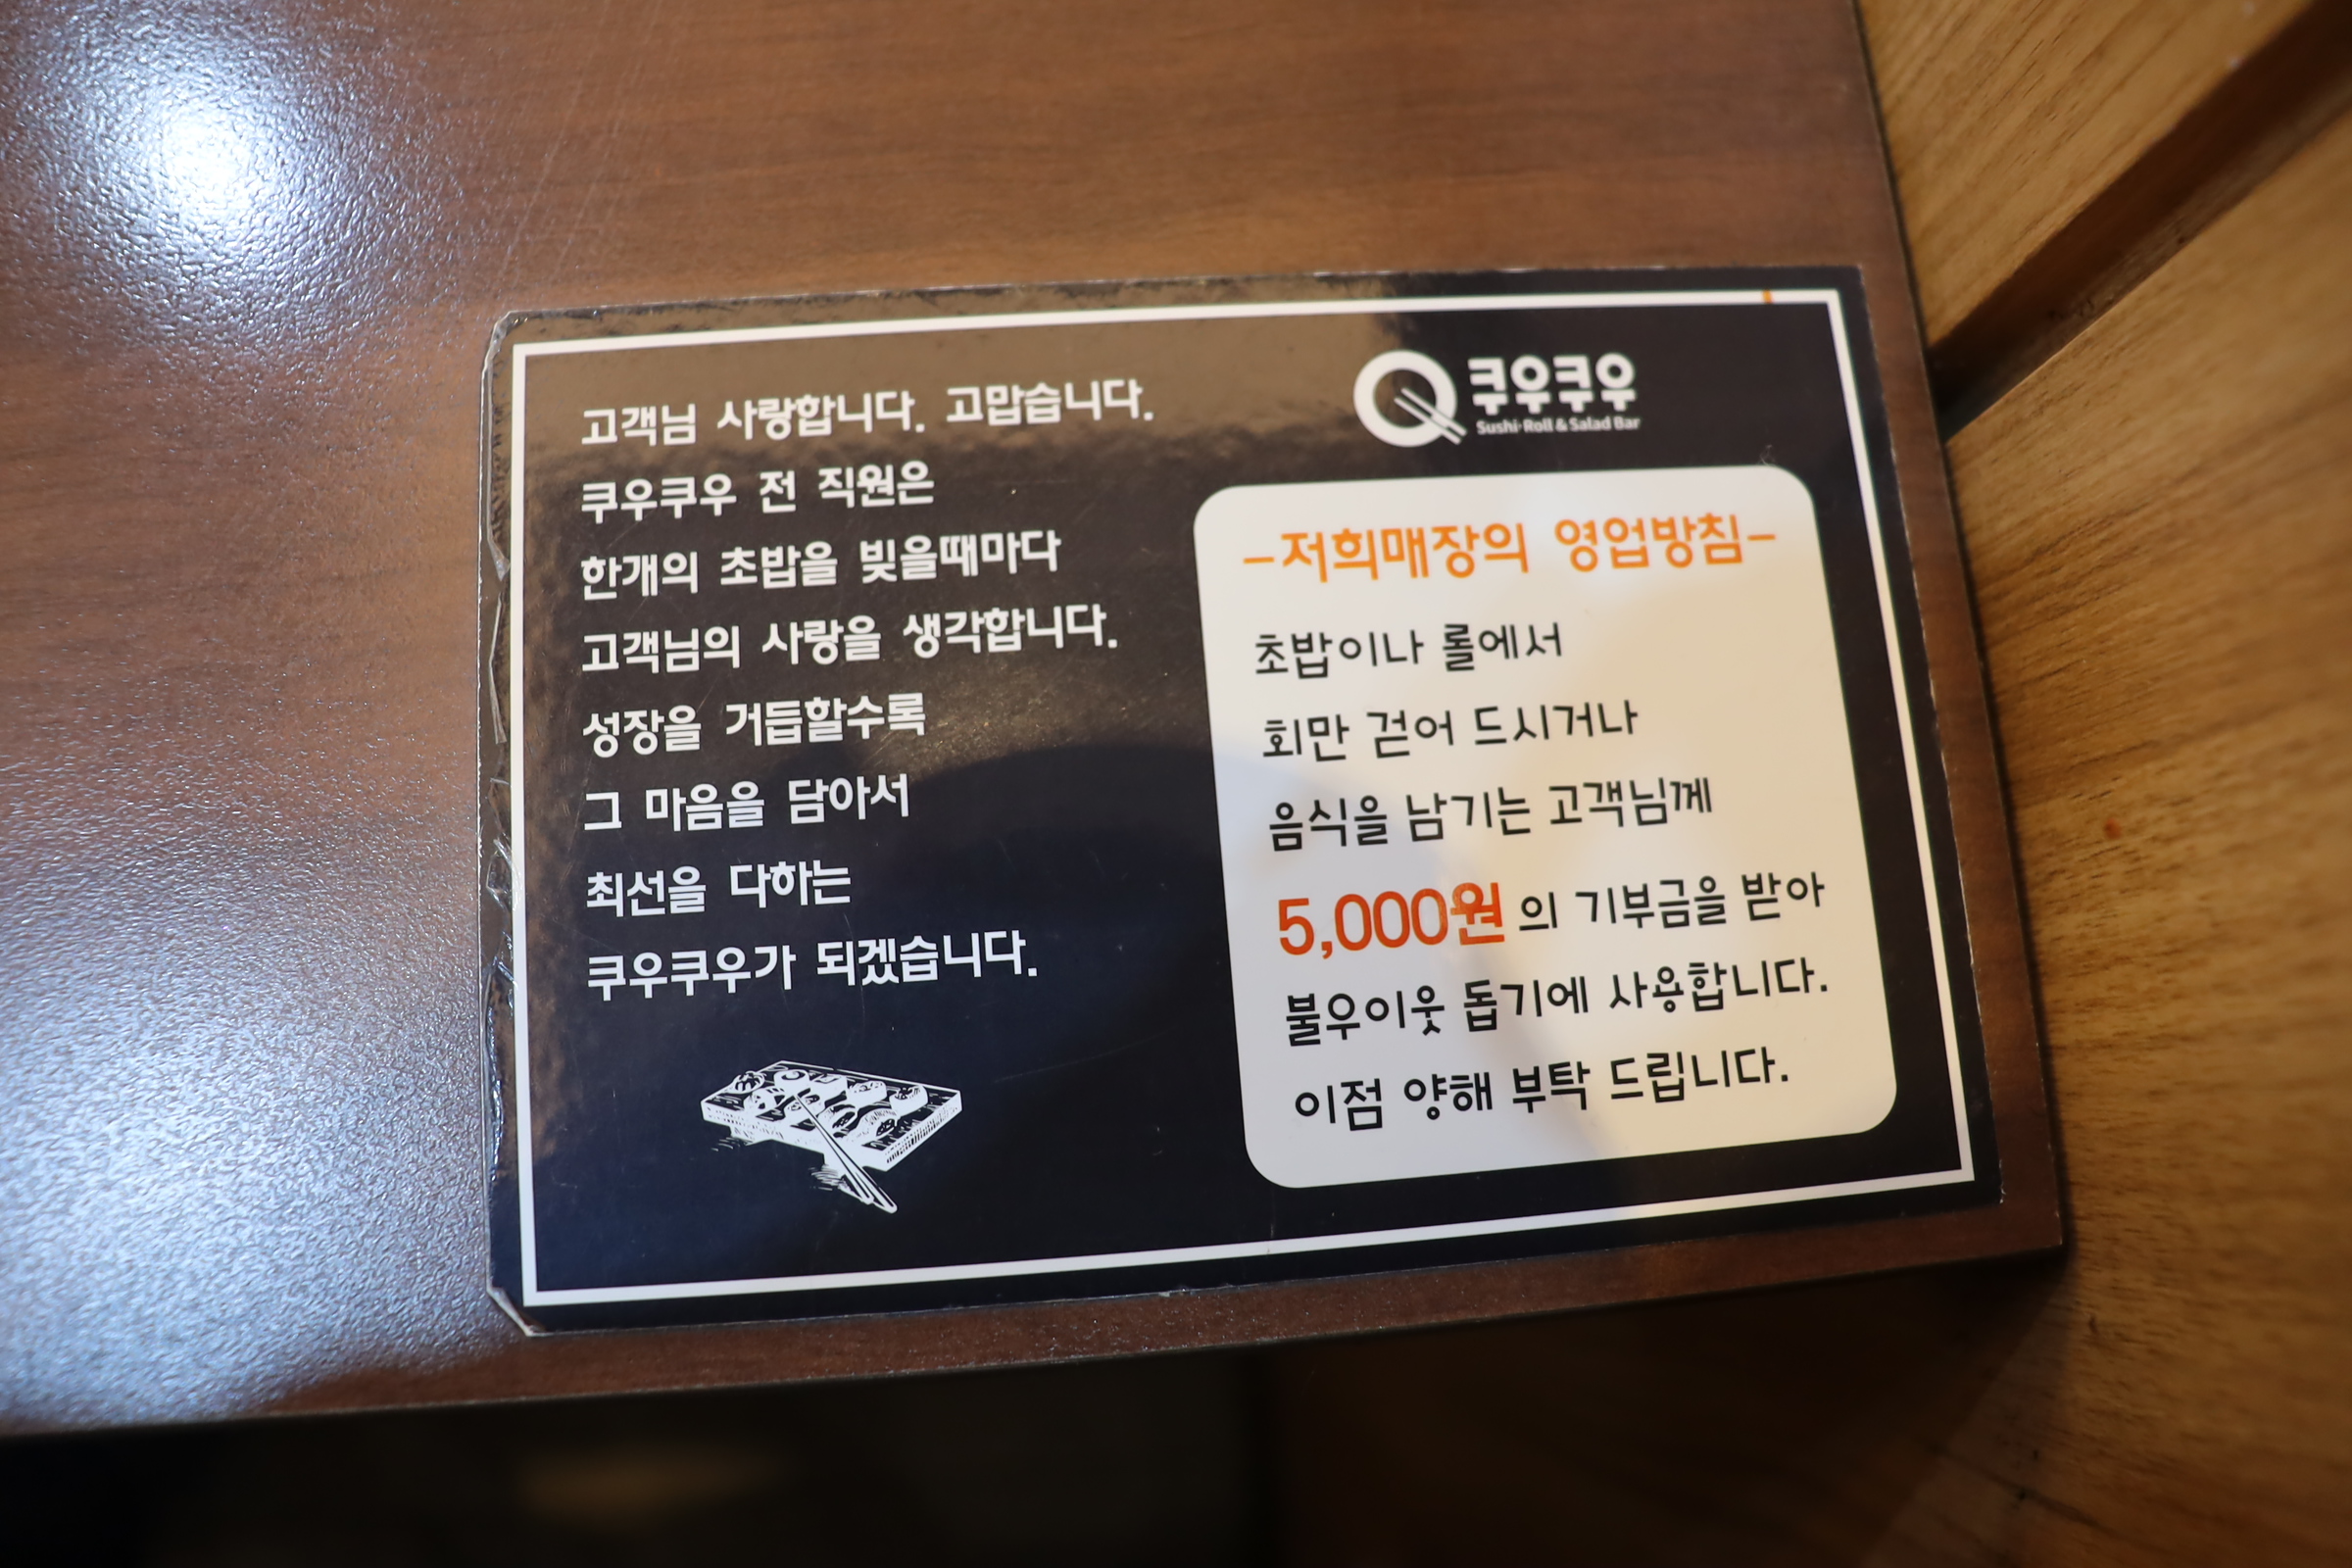 고객님 사랑합니다. 고맙습니다.
쿠우쿠우 전 직원은
한개의 초밥을 빚을때마다
고객님의 사랑을 생각합니다.
성장을 거듭할수록
그 마음을 담아서
최선을 다하는
쿠우쿠우가 되겠습니다.
쿠우쿠우
Sushi·Roll & Salad Bar
-저희매장의 영업방침-
초밥이나 롤에서
회만 걷어 드시거나
음식을 남기는 고객님께
5,000원의 기부금을 받아
불우이웃 돕기에 사용합니다.
이점 양해 부탁 드립니다.